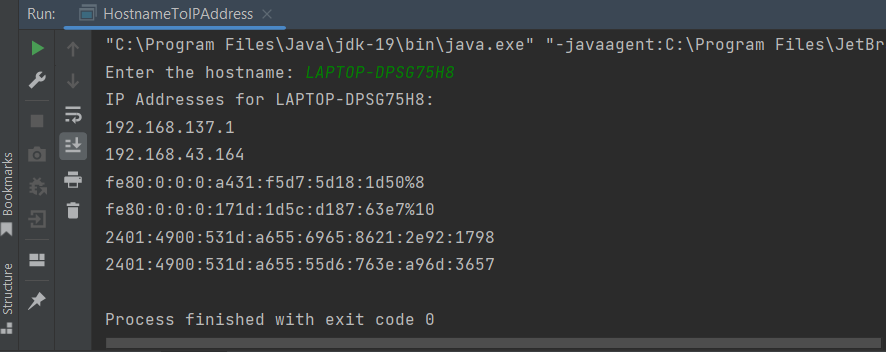 Run: HostnameToIPAddress
"C:\Program Files\Java\jdk-19\bin\java.exe" "-javaagent:C:\Program Files\JetBr
Enter the hostname: LAPTOP-DPSG75H8
IP Addresses for LAPTOP-DPSG75H8:
192.168.137.1
192.168.43.164
fe80:0:0:0:a431:f5d7:5d18:1d50%8
fe80:0:0:0:171d:1d5c:d187:63e7%10
2401:4900:531d:a655:6965:8621:2e92:1798
2401:4900:531d:a655:55d6:763e:a96d:3657
Process finished with exit code 0
Bookmarks
Structure